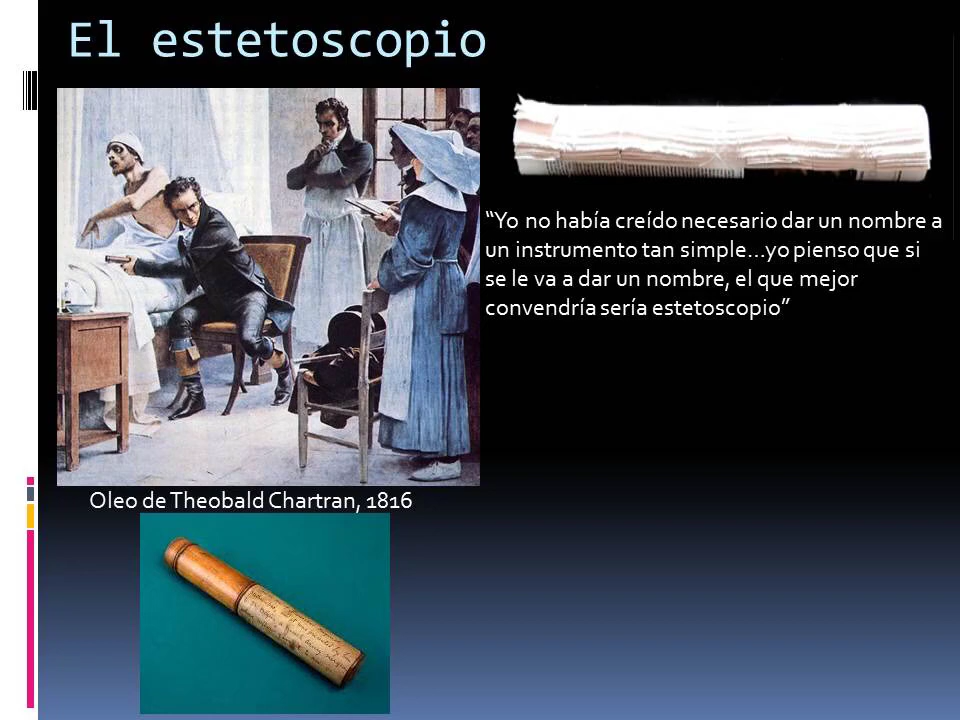 El estetoscopio
“Yo no había creído necesario dar un nombre a
un instrumento tan simple...yo pienso que si
se le va a dar un nombre, el que mejor
convendría sería estetoscopio”
Oleo de Theobald Chartran, 1816